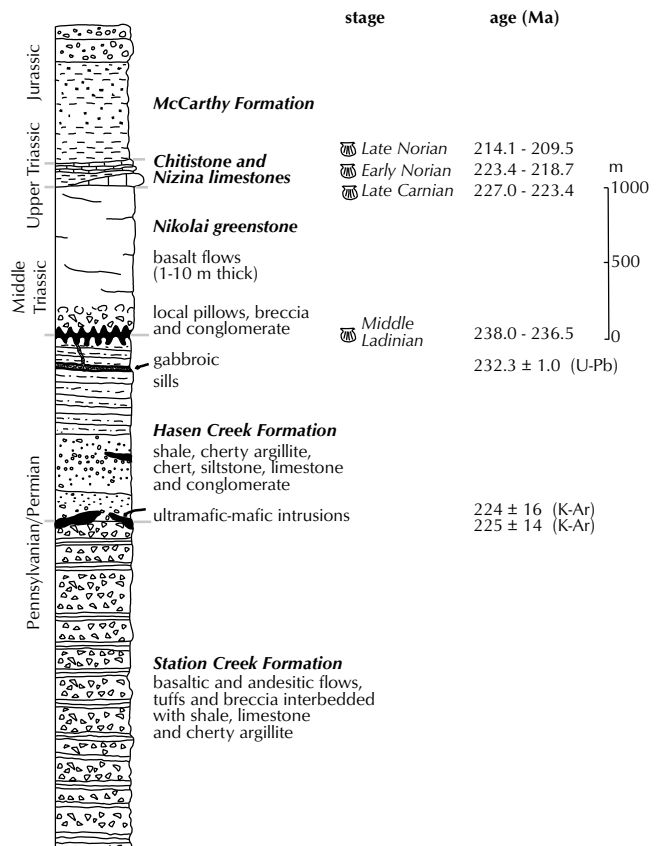 stage age (Ma)
Jurassic
McCarthy Formation
Upper Triassic
Late Norian 214.1 - 209.5
Chitistone and
Nizina limestones
Early Norian 223.4 - 218.7
m
Late Carnian 227.0 - 223.4
1000
Nikolai greenstone
basalt flows
(1-10 m thick)
500
Middle
Triassic
local pillows, breccia
and conglomerate
Middle
Ladinian
238.0 - 236.5
0
gabbroic
sills
232.3 ± 1.0 (U-Pb)
Hasen Creek Formation
shale, cherty argillite,
chert, siltstone, limestone
and conglomerate
Pennsylvanian/Permian
ultramafic-mafic intrusions
224 ± 16 (K-Ar)
225 ± 14 (K-Ar)
Station Creek Formation
basaltic and andesitic flows,
tuffs and breccia interbedded
with shale, limestone
and cherty argillite